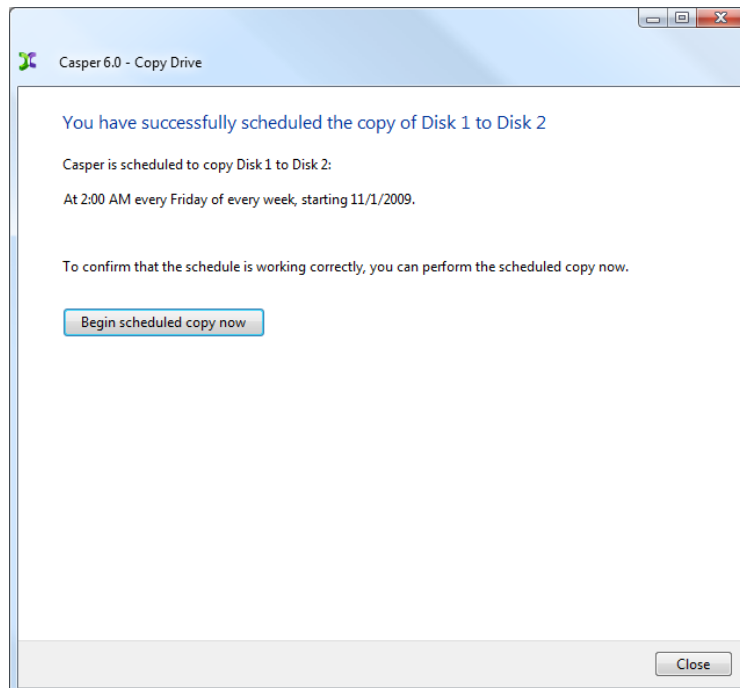 Casper 6.0 - Copy Drive
You have successfully scheduled the copy of Disk 1 to Disk 2
Casper is scheduled to copy Disk 1 to Disk 2:
At 2:00 AM every Friday of every week, starting 11/1/2009.
To confirm that the schedule is working correctly, you can perform the scheduled copy now.
Begin scheduled copy now
Close